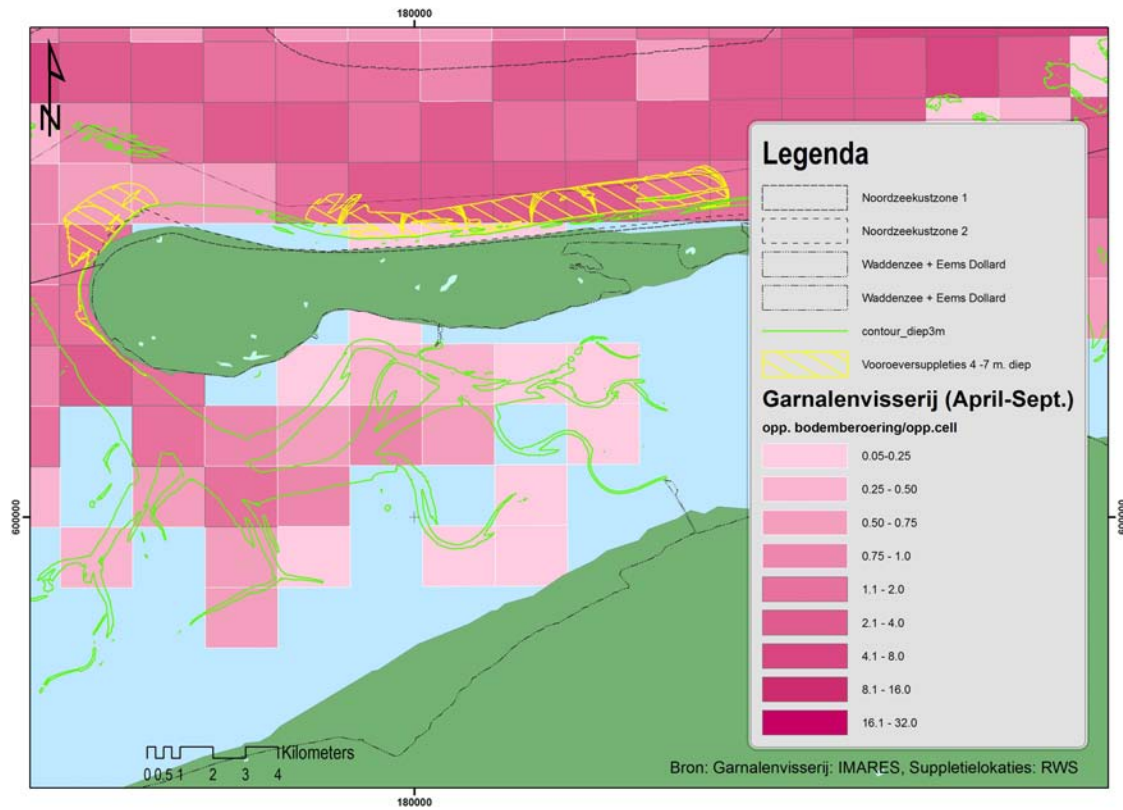 180000
N
Legenda
Noordzeekustzone 1
Noordzeekustzone 2
Waddenzee + Eems Dollard
Waddenzee + Eems Dollard
contour_diep3m
Vooroeversuppleties 4 -7 m. diep
Garnalenvisserij (April-Sept.)
opp. bodemberoering/opp.cell
0.05-0.25
0.25 - 0.50
0.50 - 0.75
0.75 - 1.0
1.1 - 2.0
2.1 - 4.0
4.1 - 8.0
8.1 - 16.0
16.1 - 32.0
600000
600000
Kilometers
0 0,5 1 2 3 4
Bron: Garnalenvisserij: IMARES, Suppletielokaties: RWS
180000